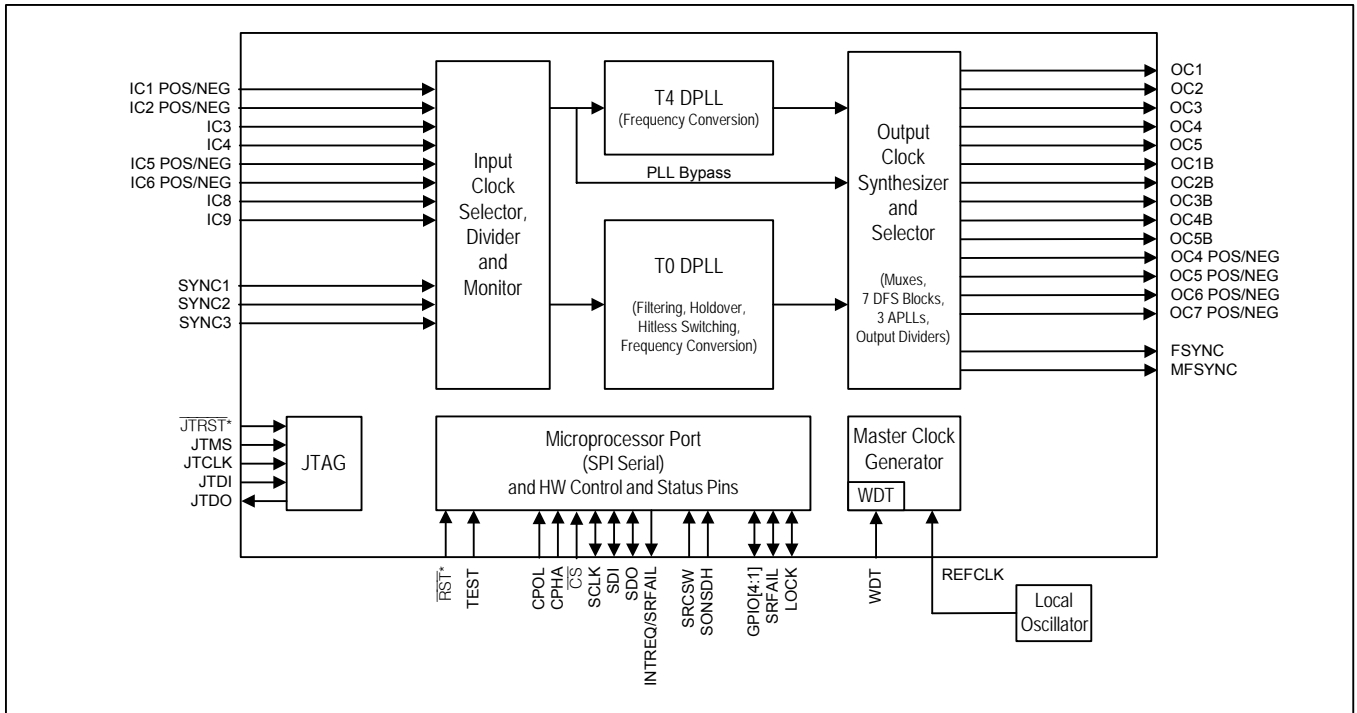 IC1 POS/NEG
IC2 POS/NEG
IC3
IC4
IC5 POS/NEG
IC6 POS/NEG
IC8
IC9
SYNC1
SYNC2
SYNC3
Input
Clock
Selector,
Divider
and
Monitor
T4 DPLL
(Frequency Conversion)
PLL Bypass
T0 DPLL
(Filtering, Holdover,
Hitless Switching,
Frequency Conversion)
Output
Clock
Synthesizer
and
Selector
(Muxes,
7 DFS Blocks,
3 APLLs,
Output Dividers)
OC1
OC2
OC3
OC4
OC5
OC1B
OC2B
OC3B
OC4B
OC5B
OC4 POS/NEG
OC5 POS/NEG
OC6 POS/NEG
OC7 POS/NEG
FSYNC
MFSYNC
JTRST*
JTMS
JTCLK
JTDI
JTDO
JTAG
Microprocessor Port
(SPI Serial)
and HW Control and Status Pins
Master Clock
Generator
WDT
RST*
TEST
CPOL
CPHA
CS
SCLK
SDI
SDO
INTREQ/SRFAIL
SRCSW
SONSDH
GPIO[4:1]
SRFAIL
LOCK
WDT
REFCLK
Local
Oscillator